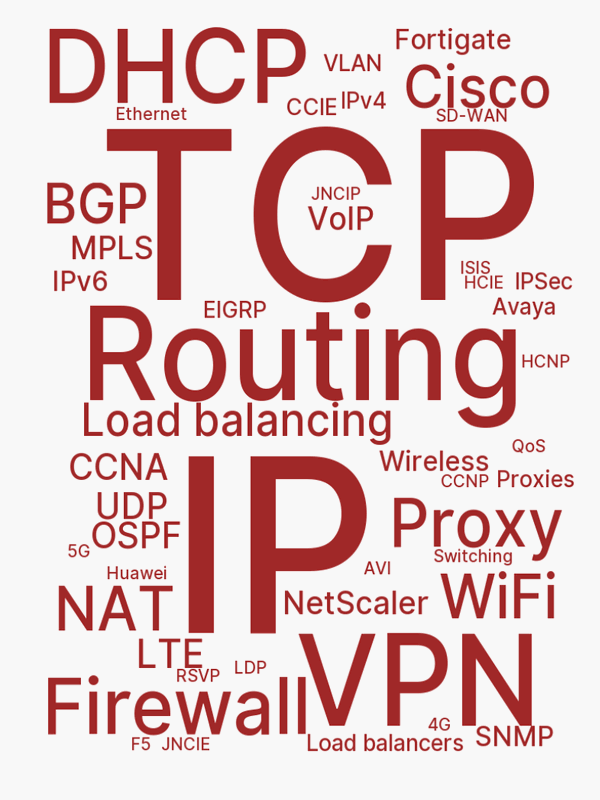 DHCP
VLAN
Fortigate
Cisco
CCIE
IPv4
Ethernet
SD-WAN
TCP
BGP
JNCIP
VoIP
MPLS
IPv6
ISIS
HCIE
IPSec
Avaya
EIGRP
Routing
HCNP
Load balancing
QoS
CCNA
Wireless
CCNP
Proxies
IP
UDP
OSPF
Proxy
5G
Switching
Huawei
AVI
NAT
NetScaler
WiFi
LTE
RSVP
LDP
VPN
Firewall
4G
F5
JNCIE
Load balancers
SNMP